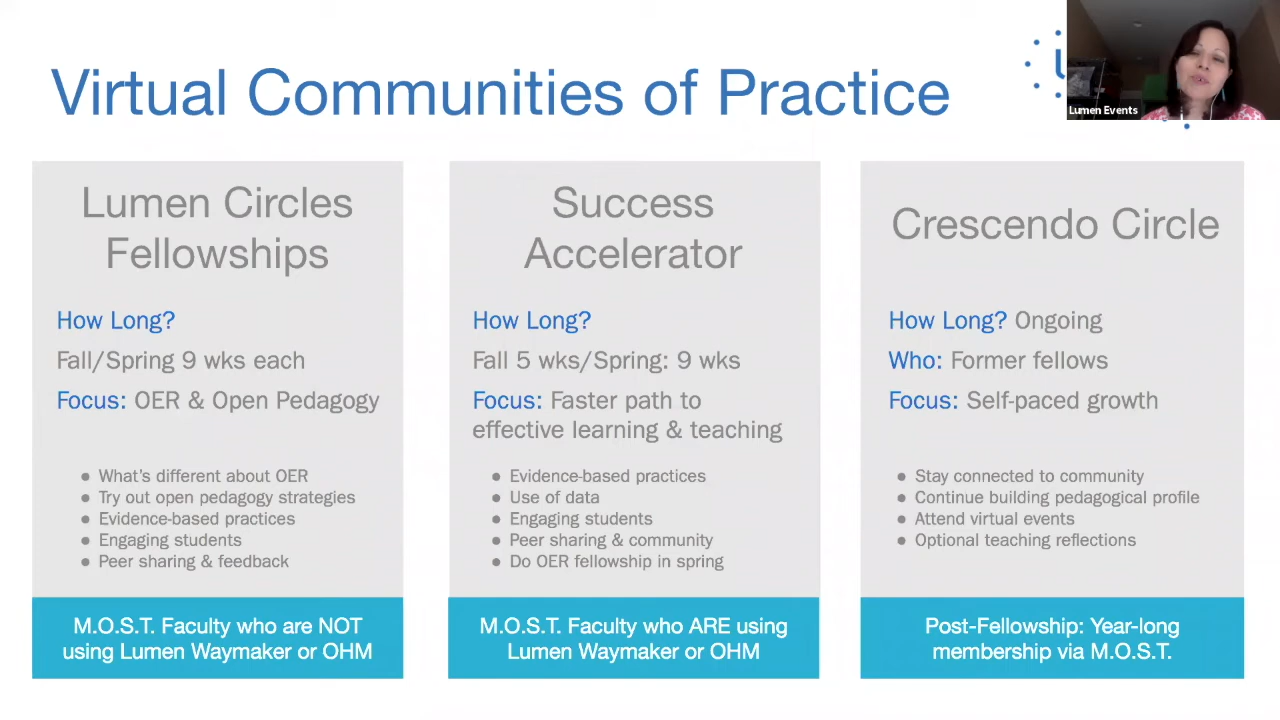 Virtual Communities of Practice
Lumen Events
Lumen Circles
Fellowships
How Long?
Fall/Spring 9 wks each
Focus: OER & Open Pedagogy
● What's different about OER
● Try out open pedagogy strategies
● Evidence-based practices
● Engaging students
● Peer sharing & feedback
M.O.S.T. Faculty who are NOT
using Lumen Waymaker or OHM
Success
Accelerator
How Long?
Fall 5 wks/Spring: 9 wks
Focus: Faster path to
effective learning & teaching
● Evidence-based practices
● Use of data
● Engaging students
● Peer sharing & community
● Do OER fellowship in spring
M.O.S.T. Faculty who ARE using
Lumen Waymaker or OHM
Crescendo Circle
How Long? Ongoing
Who: Former fellows
Focus: Self-paced growth
● Stay connected to community
● Continue building pedagogical profile
● Attend virtual events
● Optional teaching reflections
Post-Fellowship: Year-long
membership via M.O.S.T.